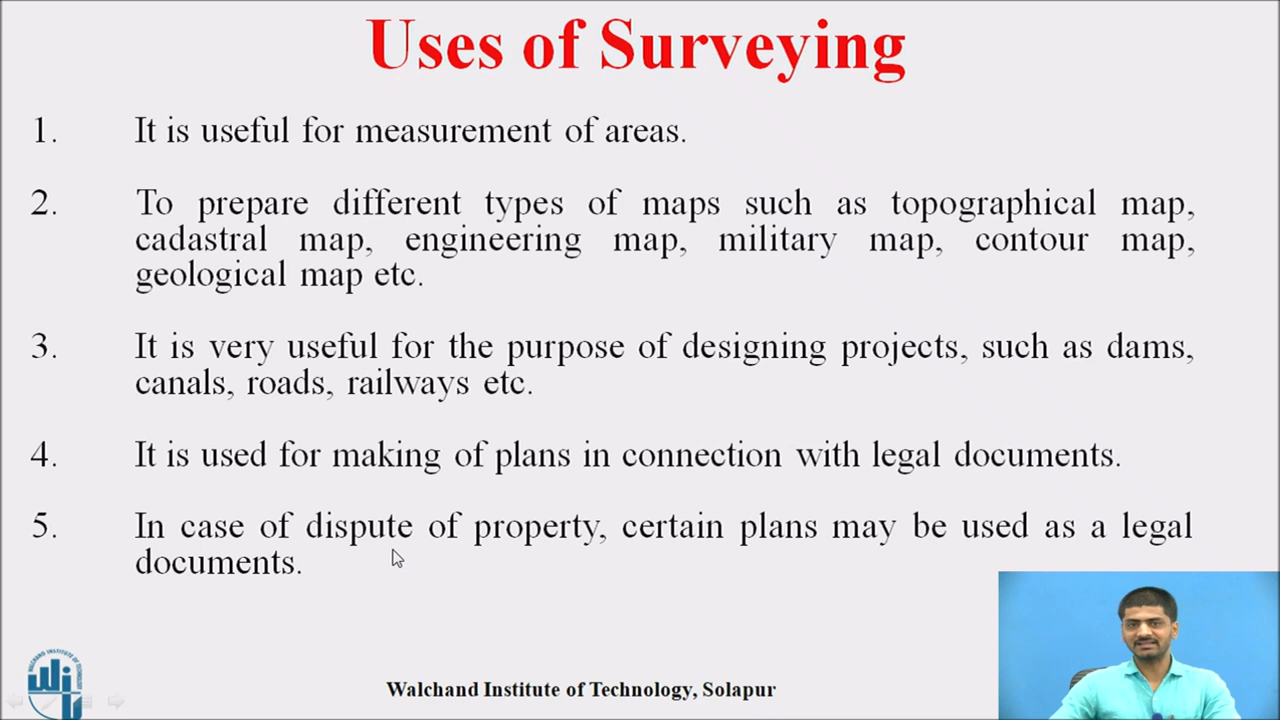 Uses of Surveying
1. It is useful for measurement of areas.
2. To prepare different types of maps such as topographical map,
cadastral map, engineering map, military map, contour map,
geological map etc.
3. It is very useful for the purpose of designing projects, such as dams,
canals, roads, railways etc.
4. It is used for making of plans in connection with legal documents.
5. In case of dispute of property, certain plans may be used as a legal
documents.
WALCHAND INSTITUTE OF TECHNOLOGY
Walchand Institute of Technology, Solapur